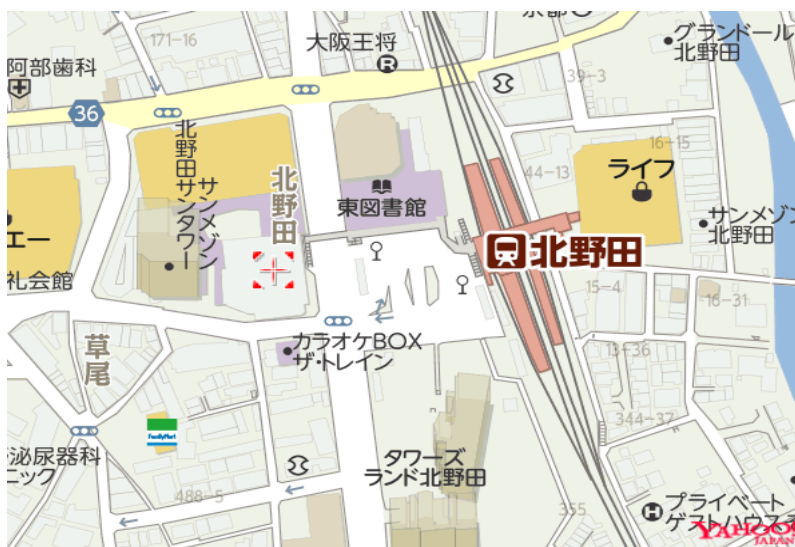 171-16
大阪王将
R
グランドール
北野田
阿部歯科
39-3
36
北野田
サンタワー
サンメゾン
北野田
東図書館
44-13
16-15
ライフ
サンメゾン
北野田
エー
礼会館
北野田
15-4
16-31
草尾
カラオケBOX
ザ・トレイン
13-36
FamilyMart
344-37
泌尿器科
ニック
タワーズ
ランド北野田
488-5
355
H
プライベート
ゲストハウス
YAHOO!
JAPAN